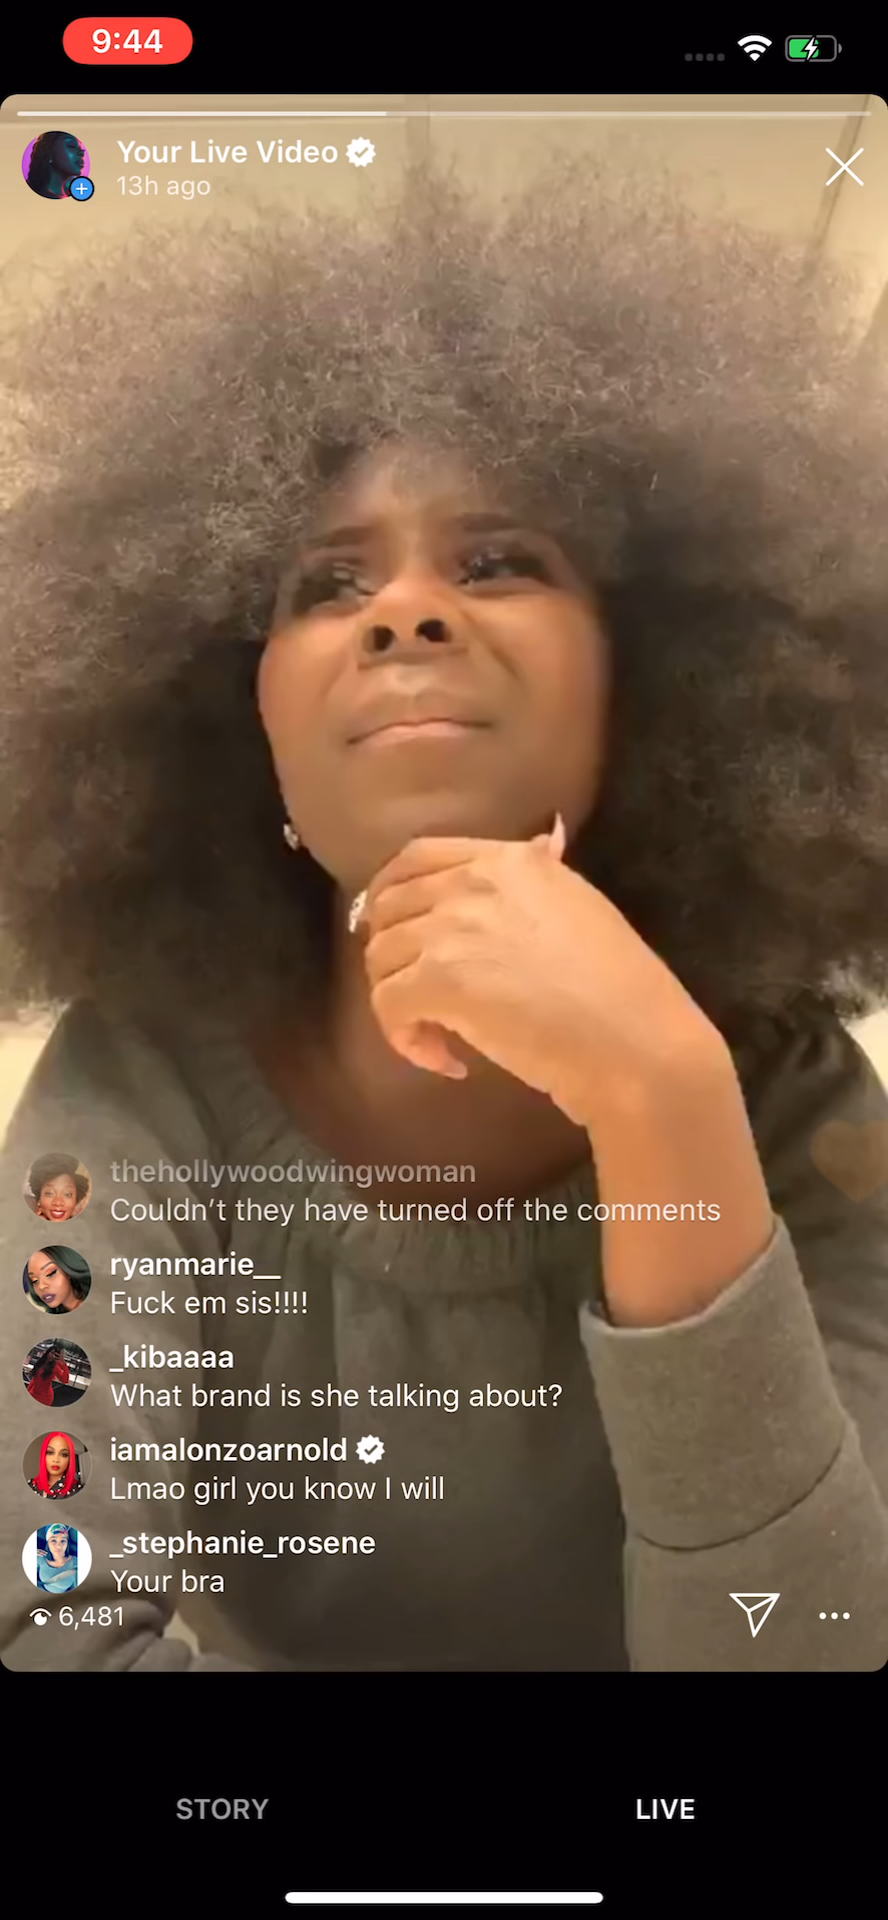 9:44
Your Live Video
13h ago
thehollywoodwingwoman
Couldn’t they have turned off the comments
ryanmarie__
Fuck em sis!!!!
_kibaaaa
What brand is she talking about?
iamalonzoarnold
Lmao girl you know I will
_stephanie_rosene
Your bra
6,481
STORY
LIVE